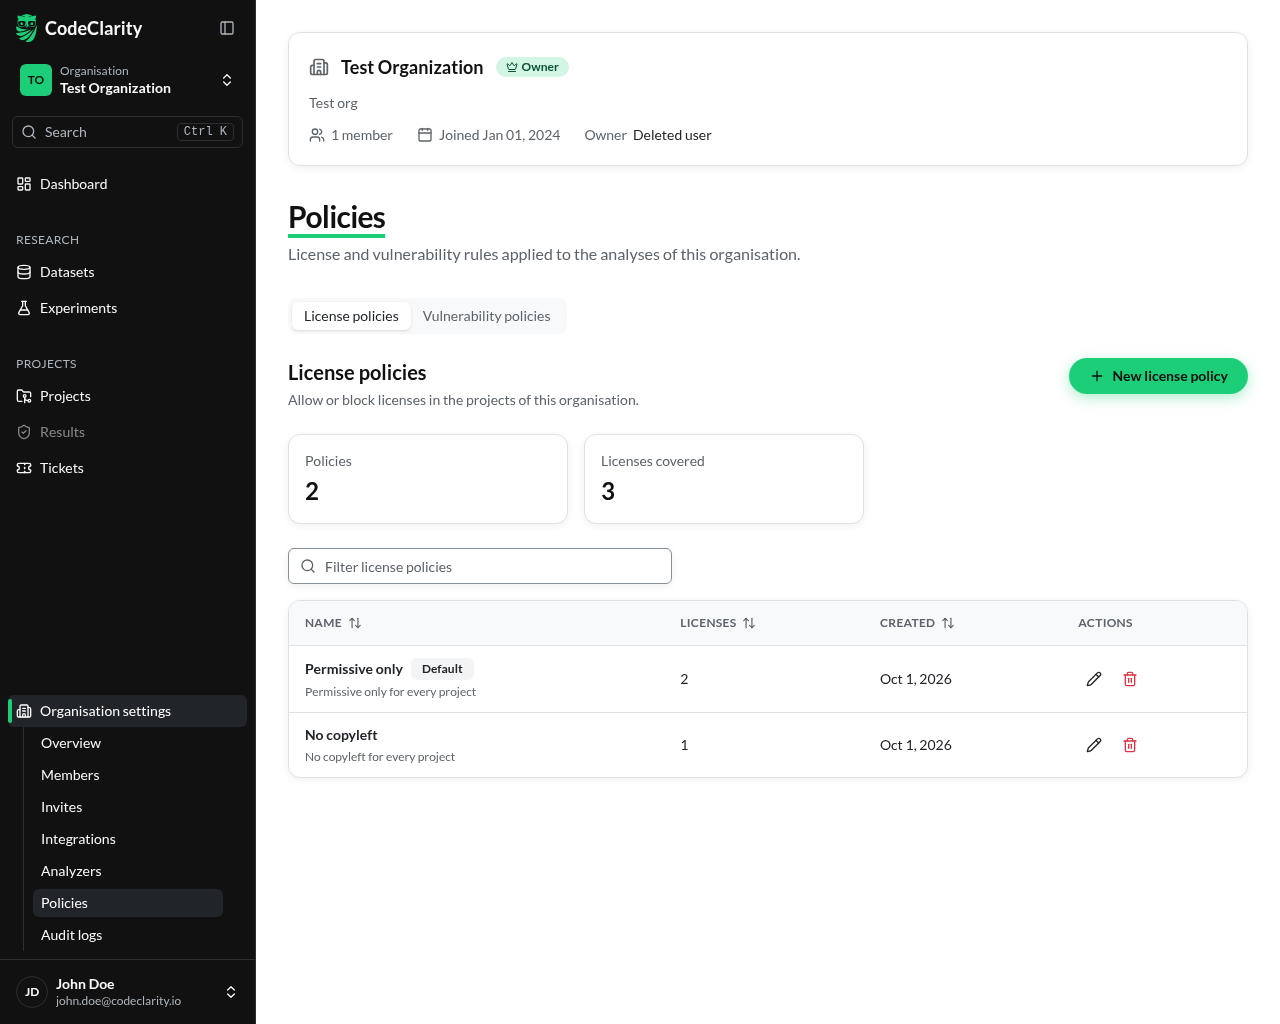 CodeClarity
TO
Organisation
Test Organization
Search
Ctrl K
Dashboard
RESEARCH
Datasets
Experiments
PROJECTS
Projects
Results
Tickets
Organisation settings
Overview
Members
Invites
Integrations
Analyzers
Policies
Audit logs
JD
John Doe
john.doe@codeclarity.io
Test Organization
Owner
Test org
1 member
Joined Jan 01, 2024
Owner Deleted user
Policies
License and vulnerability rules applied to the analyses of this organisation.
License policies
Vulnerability policies
License policies
Allow or block licenses in the projects of this organisation.
New license policy
Policies
2
Licenses covered
3
Filter license policies
NAME LICENSES CREATED ACTIONS
Permissive only Default
Permissive only for every project
2
Oct 1, 2026
No copyleft
No copyleft for every project
1
Oct 1, 2026